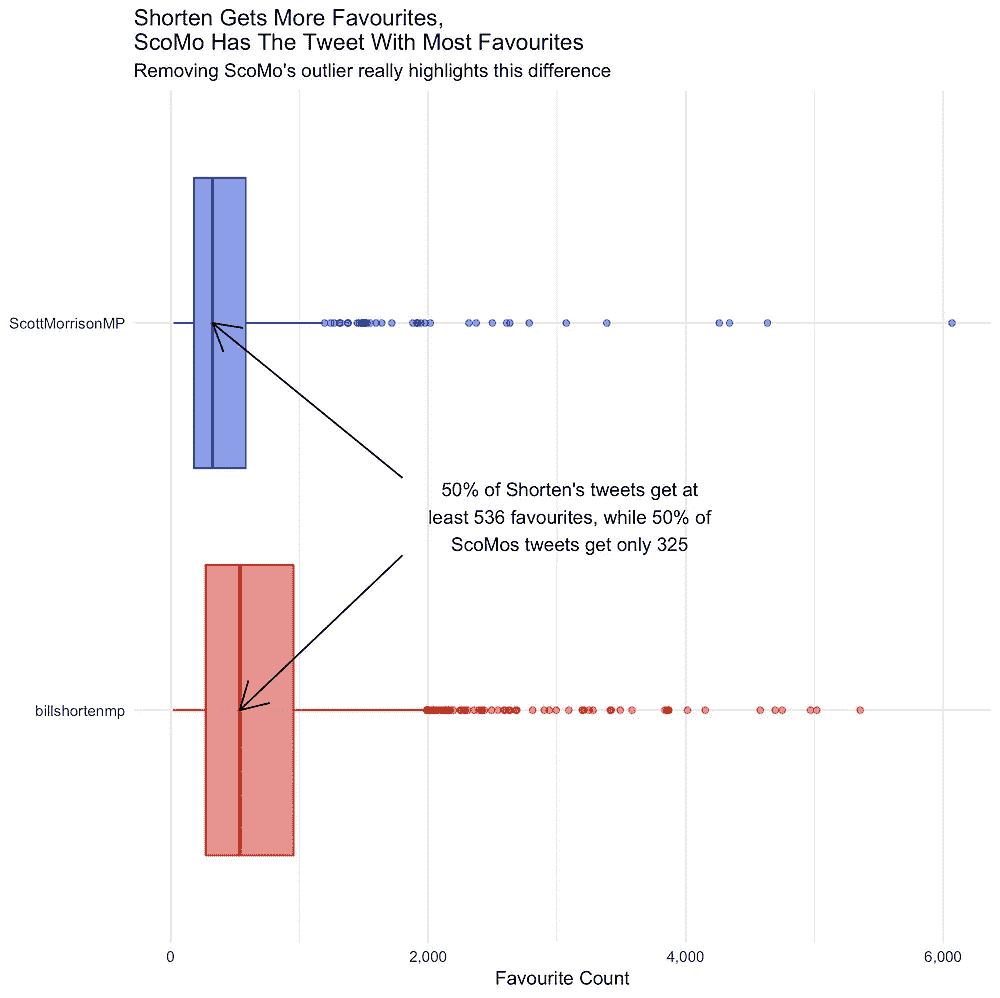 Shorten Gets More Favourites,
ScoMo Has The Tweet With Most Favourites
Removing ScoMo's outlier really highlights this difference
ScottMorrisonMP
50% of Shorten's tweets get at
least 536 favourites, while 50% of
ScoMos tweets get only 325
billshortenmp
0 2,000 4,000 6,000
Favourite Count